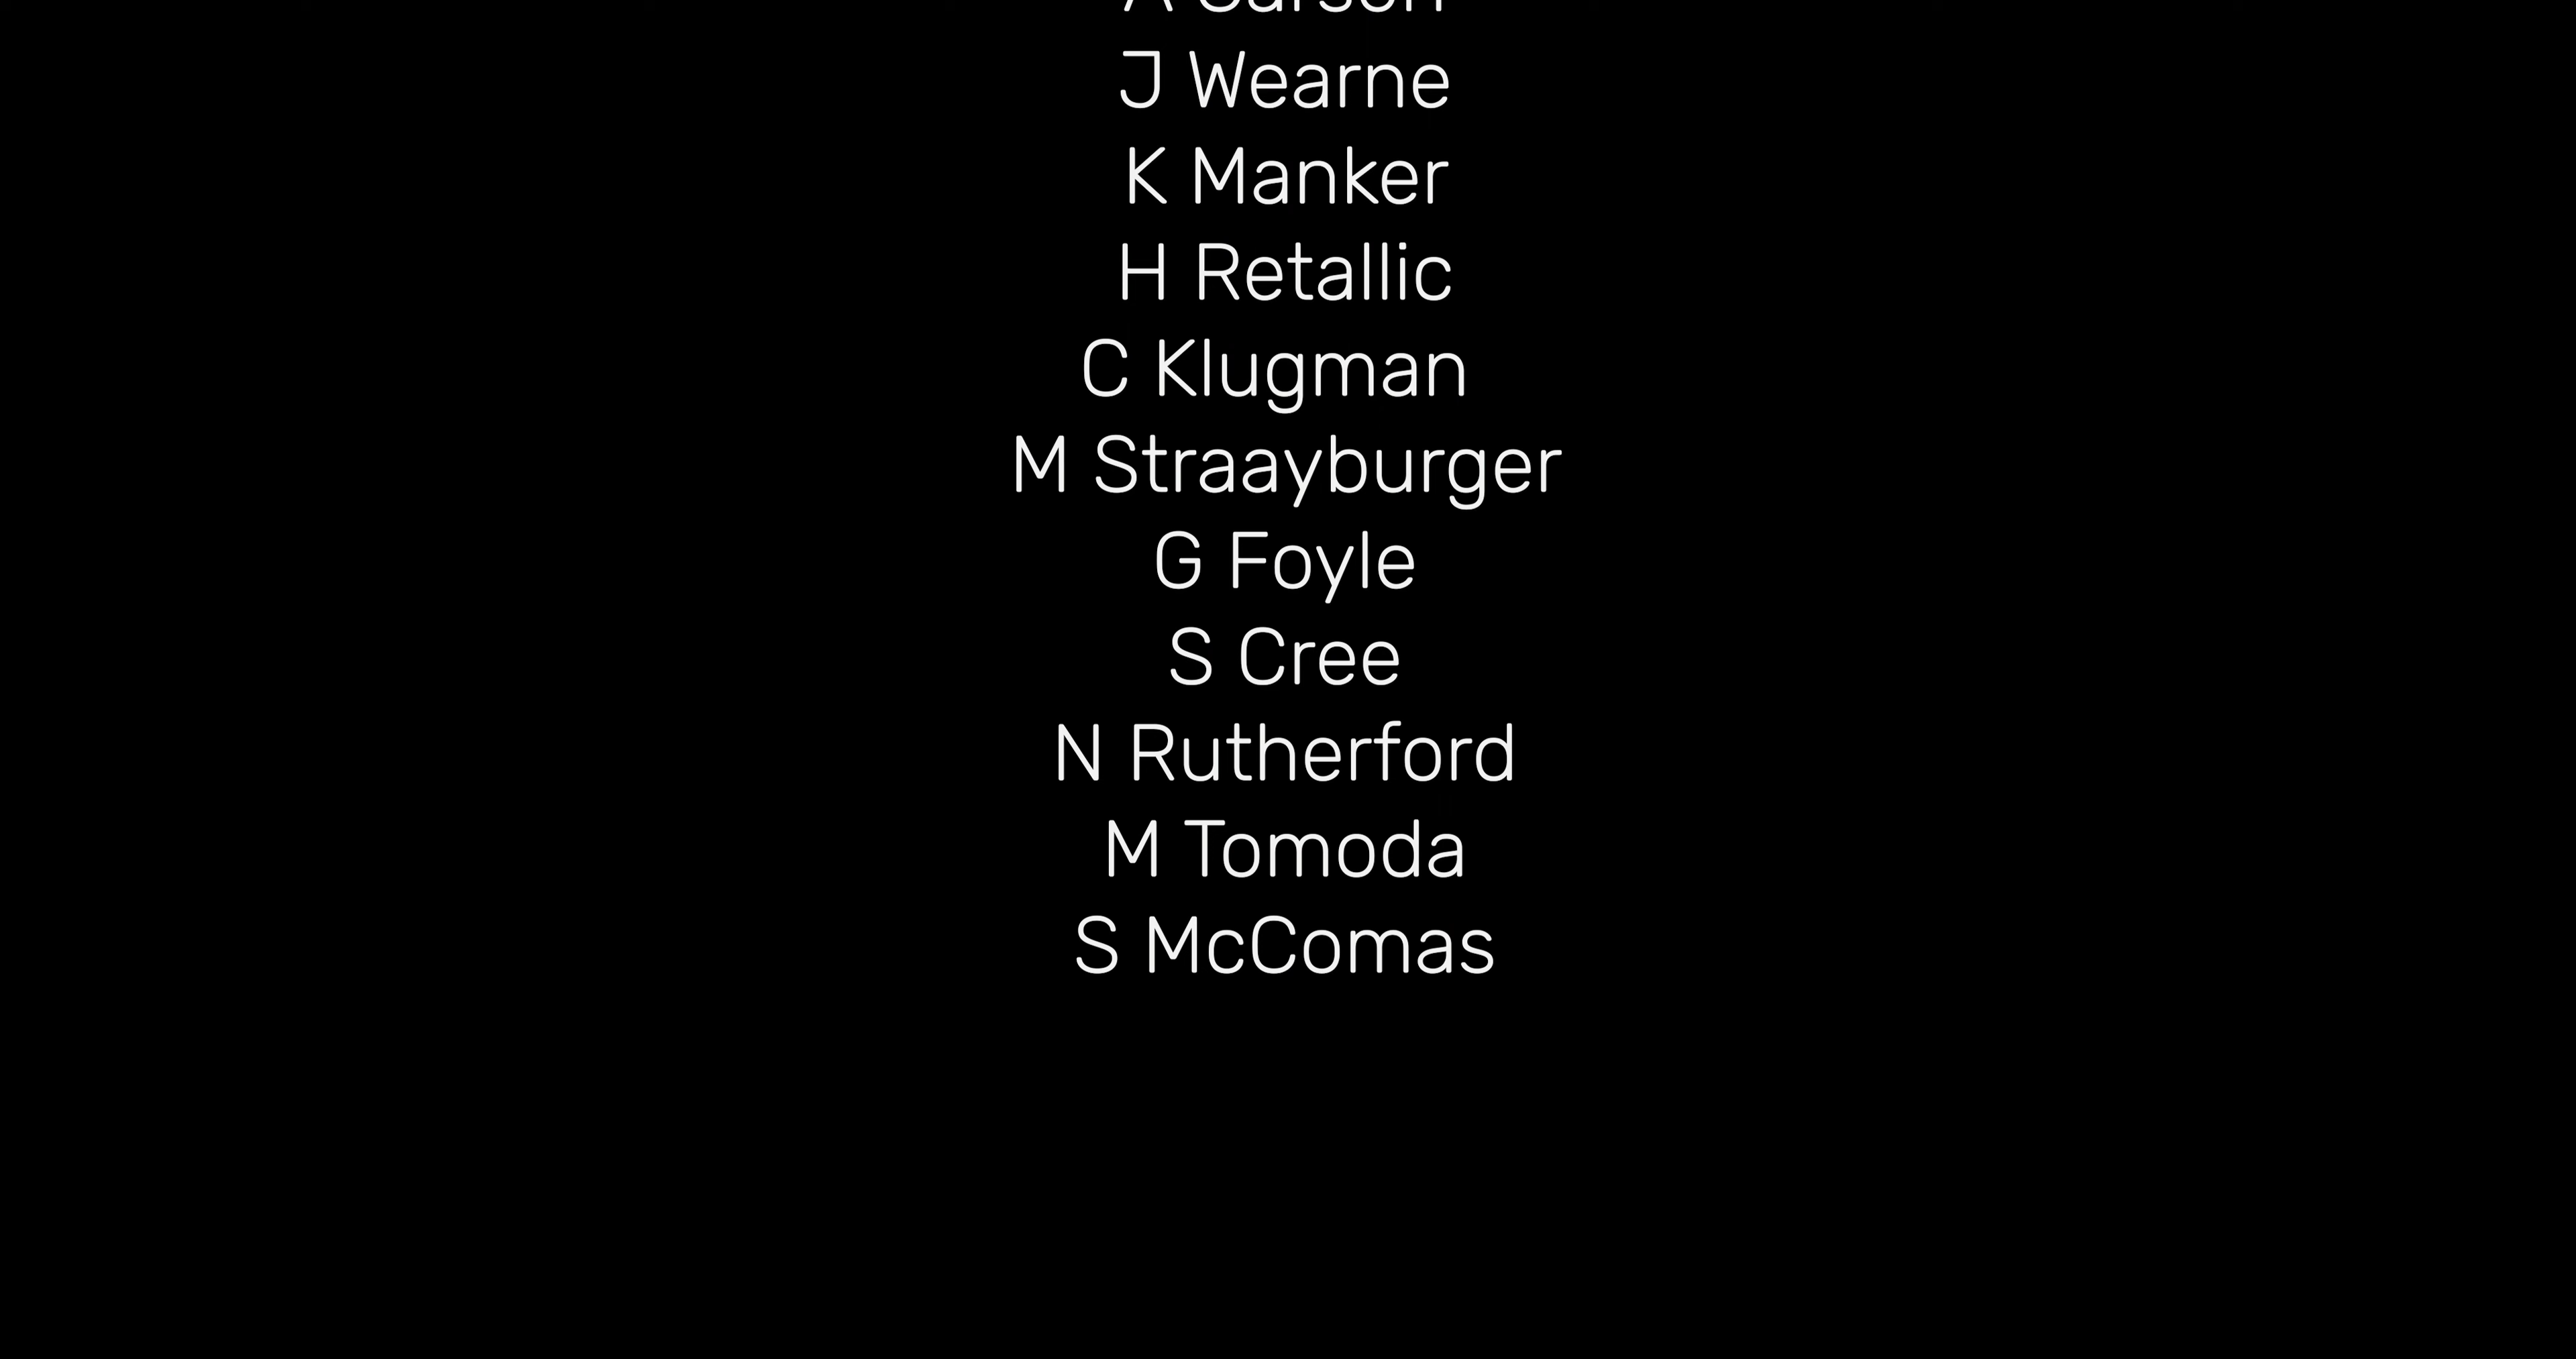 J Wearne
K Manker
H Retallic
C Klugman
M Straayburger
G Foyle
S Cree
N Rutherford
M Tomoda
S McComas